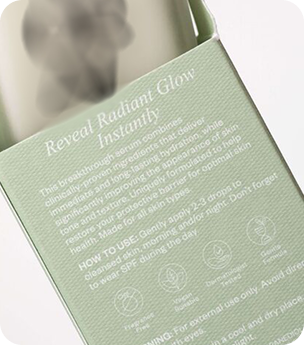 Reveal Radiant Glow
Instantly
This breakthrough serum combines
clinically-proven ingredients that deliver
immediate and long-lasting hydration, while
significantly improving the appearance of skin
tone and texture. Uniquely formulated to help
restore your protective barrier for optimal skin
health. Made for all skin types.
HOW TO USE: Gently apply 2-3 drops to
cleansed skin, morning and/or night. Don't forget
to wear SPF during the day.
Fragrance
Free
Vegan
Dermatologist
Tested
Gentle
Formula
WARNING: For external use only. Avoid direct
with eyes.
in a cool and dry place